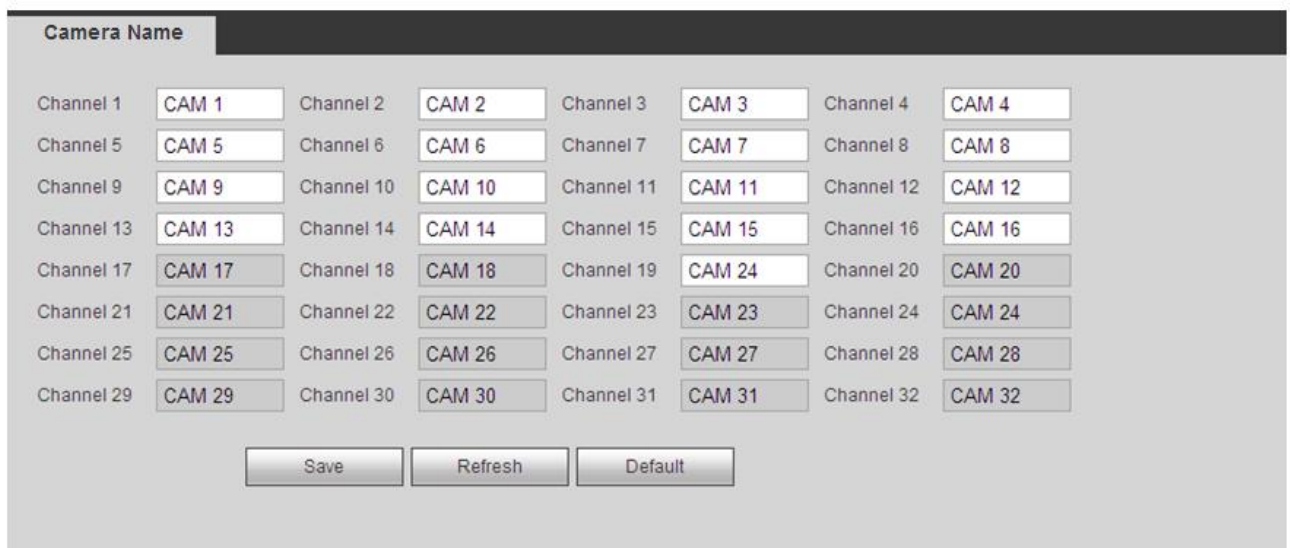 Camera Name
Channel 1 CAM 1 Channel 2 CAM 2 Channel 3 CAM 3 Channel 4 CAM 4
Channel 5 CAM 5 Channel 6 CAM 6 Channel 7 CAM 7 Channel 8 CAM 8
Channel 9 CAM 9 Channel 10 CAM 10 Channel 11 CAM 11 Channel 12 CAM 12
Channel 13 CAM 13 Channel 14 CAM 14 Channel 15 CAM 15 Channel 16 CAM 16
Channel 17 CAM 17 Channel 18 CAM 18 Channel 19 CAM 24 Channel 20 CAM 20
Channel 21 CAM 21 Channel 22 CAM 22 Channel 23 CAM 23 Channel 24 CAM 24
Channel 25 CAM 25 Channel 26 CAM 26 Channel 27 CAM 27 Channel 28 CAM 28
Channel 29 CAM 29 Channel 30 CAM 30 Channel 31 CAM 31 Channel 32 CAM 32
Save Refresh Default